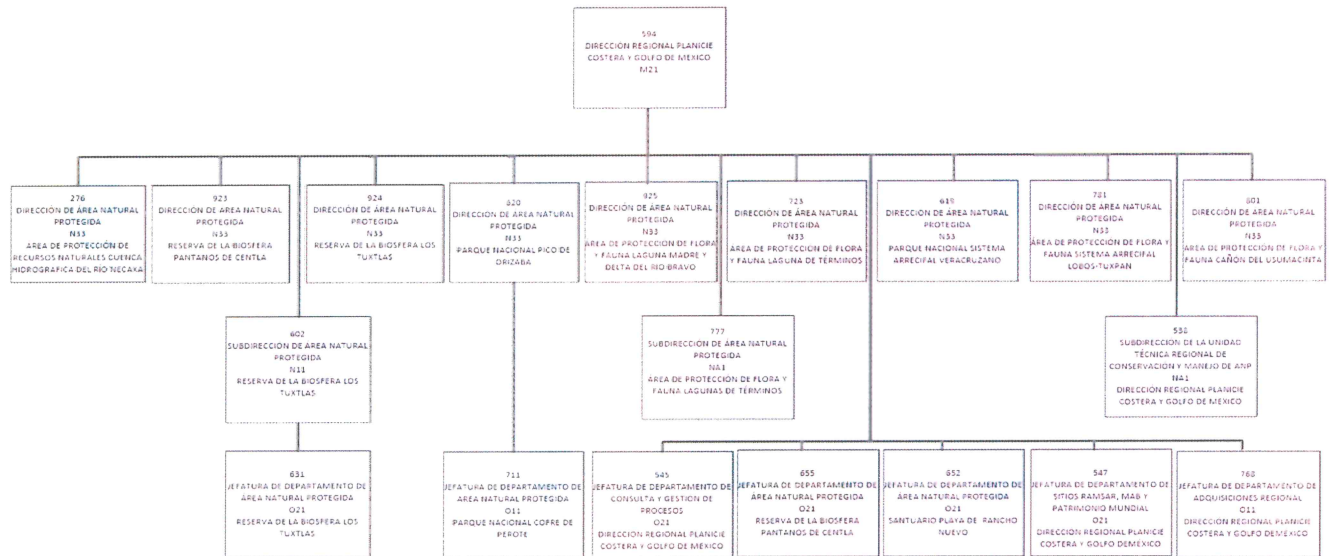 594
DIRECCIÓN REGIONAL PLANICIE
COSTERA Y GOLFO DE MÉXICO
M21
276
DIRECCIÓN DE ÁREA NATURAL
PROTEGIDA
N33
ÁREA DE PROTECCIÓN DE
RECURSOS NATURALES CUENCA
HIDROGRÁFICA DEL RÍO NECAXA
923
DIRECCIÓN DE ÁREA NATURAL
PROTEGIDA
N33
RESERVA DE LA BIOSFERA
PANTANOS DE CENTLA
924
DIRECCIÓN DE ÁREA NATURAL
PROTEGIDA
N33
RESERVA DE LA BIOSFERA LOS
TUXTLAS
620
DIRECCIÓN DE ÁREA NATURAL
PROTEGIDA
N33
PARQUE NACIONAL PICO DE
ORIZABA
925
DIRECCIÓN DE ÁREA NATURAL
PROTEGIDA
N33
ÁREA DE PROTECCIÓN DE FLORA Y
FAUNA LAGUNA MADRE Y
DELTA DEL RÍO BRAVO
723
DIRECCIÓN DE ÁREA NATURAL
PROTEGIDA
N33
ÁREA DE PROTECCIÓN DE FLORA
Y FAUNA LAGUNA DE TÉRMINOS
619
DIRECCIÓN DE ÁREA NATURAL
PROTEGIDA
N33
PARQUE NACIONAL SISTEMA
ARRECIFAL VERACRUZANO
781
DIRECCIÓN DE ÁREA NATURAL
PROTEGIDA
N33
ÁREA DE PROTECCIÓN DE FLORA Y
FAUNA SISTEMA ARRECIFAL
LOBOS-TUXPAN
801
DIRECCIÓN DE ÁREA NATURAL
PROTEGIDA
N33
ÁREA DE PROTECCIÓN DE FLORA Y
FAUNA CAÑÓN DEL USUMACINTA
602
SUBDIRECCIÓN DE ÁREA NATURAL
PROTEGIDA
N11
RESERVA DE LA BIOSFERA LOS
TUXTLAS
777
SUBDIRECCIÓN DE ÁREA NATURAL
PROTEGIDA
NA1
ÁREA DE PROTECCIÓN DE FLORA Y
FAUNA LAGUNAS DE TÉRMINOS
538
SUBDIRECCIÓN DE LA UNIDAD
TÉCNICA REGIONAL DE
CONSERVACIÓN Y MANEJO DE ANP
NA1
DIRECCIÓN REGIONAL PLANICIE
COSTERA Y GOLFO DE MÉXICO
631
JEFATURA DE DEPARTAMENTO DE
ÁREA NATURAL PROTEGIDA
O21
RESERVA DE LA BIOSFERA LOS
TUXTLAS
711
JEFATURA DE DEPARTAMENTO DE
ÁREA NATURAL PROTEGIDA
O11
PARQUE NACIONAL COFRE DE
PEROTE
545
JEFATURA DE DEPARTAMENTO DE
CONSULTA Y GESTIÓN DE
PROCESOS
O21
DIRECCIÓN REGIONAL PLANICIE
COSTERA Y GOLFO DE MÉXICO
655
JEFATURA DE DEPARTAMENTO DE
ÁREA NATURAL PROTEGIDA
O21
RESERVA DE LA BIOSFERA
PANTANOS DE CENTLA
652
JEFATURA DE DEPARTAMENTO DE
ÁREA NATURAL PROTEGIDA
O21
SANTUARIO PLAYA DE RANCHO
NUEVO
547
JEFATURA DE DEPARTAMENTO DE
SITIOS RAMSAR, MAB Y
PATRIMONIO MUNDIAL
O21
DIRECCIÓN REGIONAL PLANICIE
COSTERA Y GOLFO DEMÉXICO
768
JEFATURA DE DEPARTAMENTO DE
ADQUISICIONES REGIONAL
O11
DIRECCIÓN REGIONAL PLANICIE
COSTERA Y GOLFO DEMÉXICO